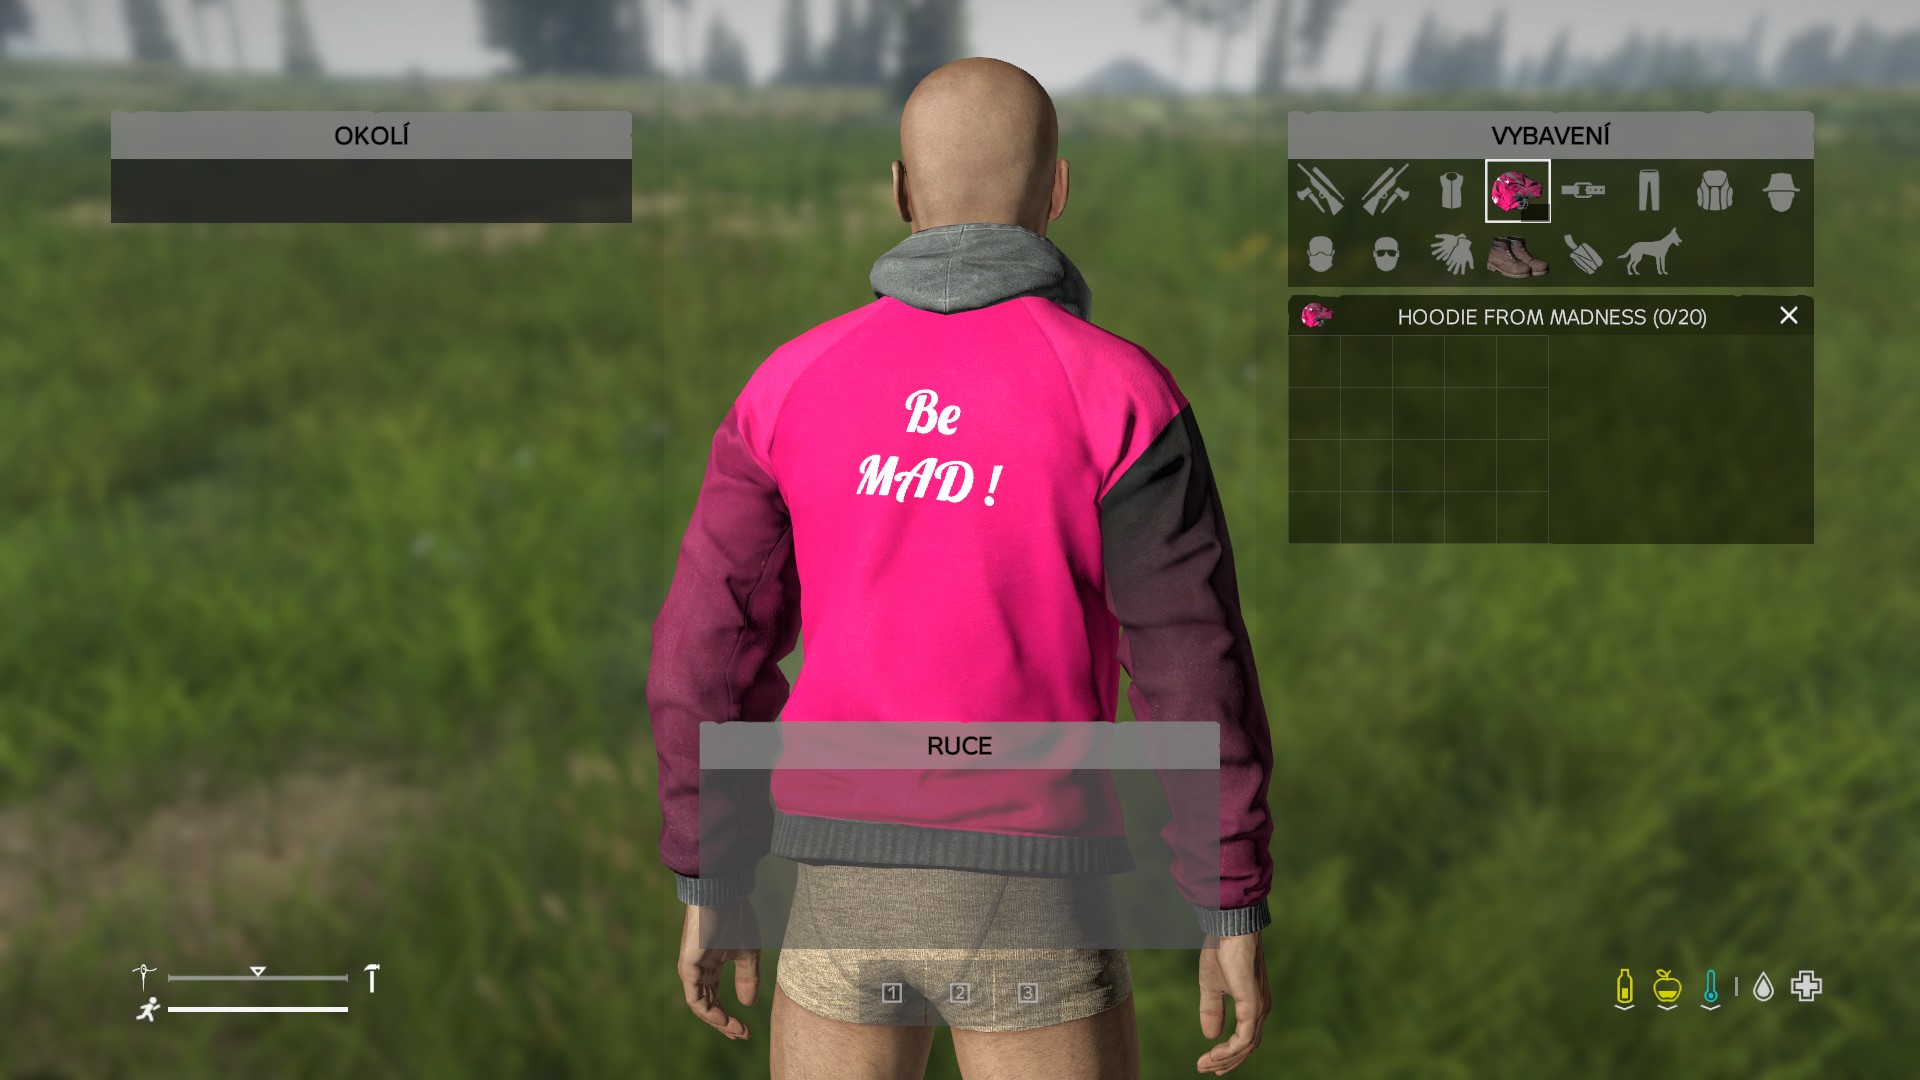 OKOLÍ
VYBAVENÍ
HOODIE FROM MADNESS (0/20)
Be
MAD !
RUCE
1 2 3